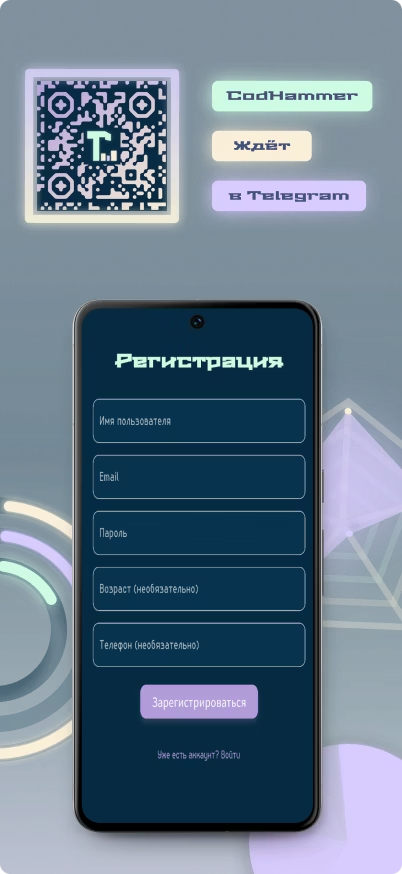 CodHammer
Ждёт
в Telegram
T
Регистрация
Имя пользователя
Email
Пароль
Возраст (необязательно)
Телефон (необязательно)
Зарегистрироваться
Уже есть аккаунт? Войти